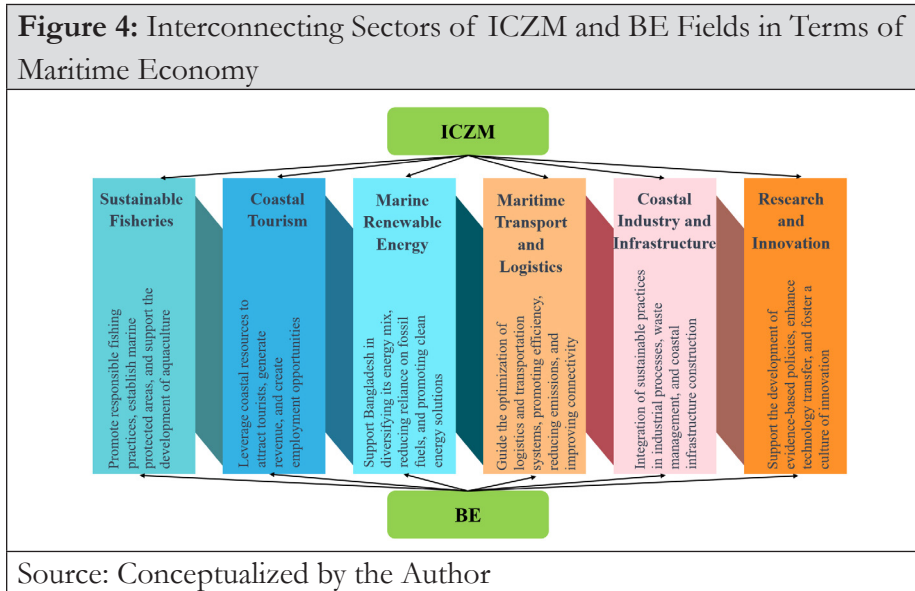 Figure 4: Interconnecting Sectors of ICZM and BE Fields in Terms of
Maritime Economy
ICZM
Sustainable
Fisheries
Promote responsible fishing
practices, establish marine
protected areas, and support the
development of aquaculture
Coastal
Tourism
Leverage coastal resources to
attract tourists, generate
revenue, and create
employment opportunities
Marine
Renewable
Energy
Support Bangladesh in
diversifying its energy mix,
reducing reliance on fossil
fuels, and promoting clean
energy solutions
Maritime
Transport
and
Logistics
Guide the optimization of
logistics and transportation
systems, promoting efficiency,
reducing emissions, and
improving connectivity
Coastal
Industry and
Infrastructure
Integration of sustainable practices
in industrial processes, waste
management, and coastal
infrastructure construction
Research
and
Innovation
Support the development of
evidence-based policies, enhance
technology transfer, and foster a
culture of innovation
BE
Source: Conceptualized by the Author